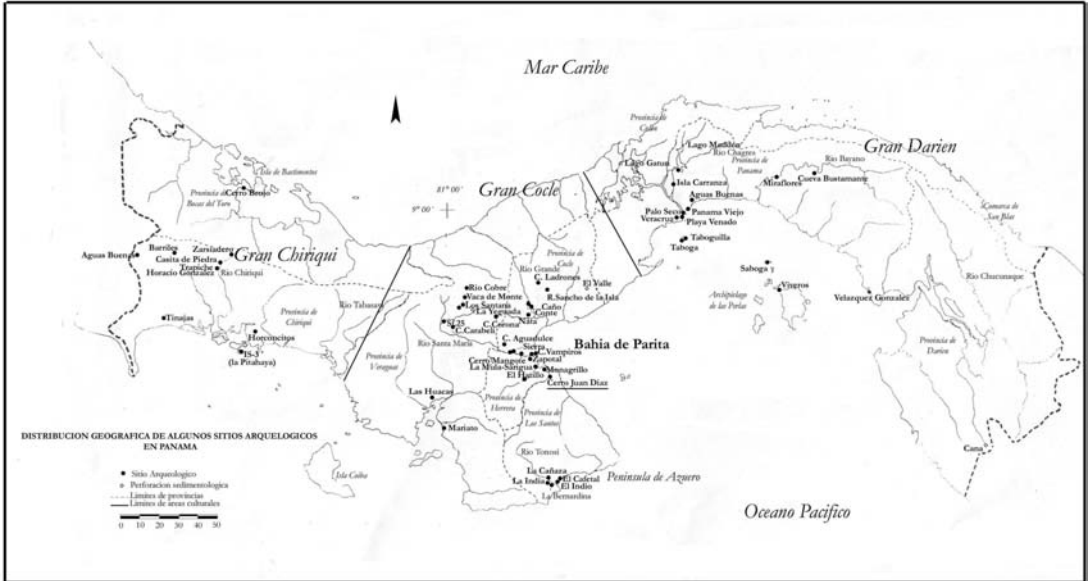 Mar Caribe
Provincia de
Colon
Lago Madden
Rio Chagres
Provincia de
Panama
Gran Darien
Lago Gatun
Rio Bayano
Isla de Bastimentos
Gran Cocle
Isla Carranza
Miraflores
Cueva Bustamante
Provincia de
Bocas del Toro
Cerro Brujo
81° 00'
9° 00'
Aguas Buenas
Palo Seco
Panama Viejo
Veracruz
Playa Venado
Comarca de
San Blas
Taboguilla
Taboga
Aguas Buenas
Barriles
Zarsiadero
Casita de Piedra
Trapiche
Horacio Gonzalez
Rio Chiriqui
Gran Chiriqui
Provincia de
Cocle
Rio Grande
C. Ladrones
El Valle
Saboga
Rio Chucunaque
Rio Cobre
R. Sancho de la Isla
Viveros
Velazquez Gonzales
Rio Tabasara
Vaca de Monte
Los Santana
La Yeguada
Caño
Conte
Archipielago
de las Perlas
Tinajas
Provincia de
Chiriqui
SF25
C. Corona
Nata
C. Carabeli
Horconcitos
IS-3
(la Pitahaya)
Rio Santa Maria
C. Aguadulce
Sierra
Bahia de Parita
Provincia de
Darien
Provincia de
Veraguas
Cerro Mangote
C. Vampiros
Zapotal
La Mula-Sarigua
Monagrillo
El Hatillo
Cerro Juan Diaz
Las Huacas
Provincia de
Herrera
Provincia de
Los Santos
Mariato
Cana
DISTRIBUCION GEOGRAFICA DE ALGUNOS SITIOS ARQUEOLOGICOS
EN PANAMA
Rio Tonosi
Isla Coiba
La Cañaza
El Cafetal
Peninsula de Azuero
La India
El Indio
La Bernardina
Sitio Arqueologico
Perforacion sedimentologica
Limites de provincias
Limites de areas culturales
0 10 20 30 40 50
Oceano Pacifico